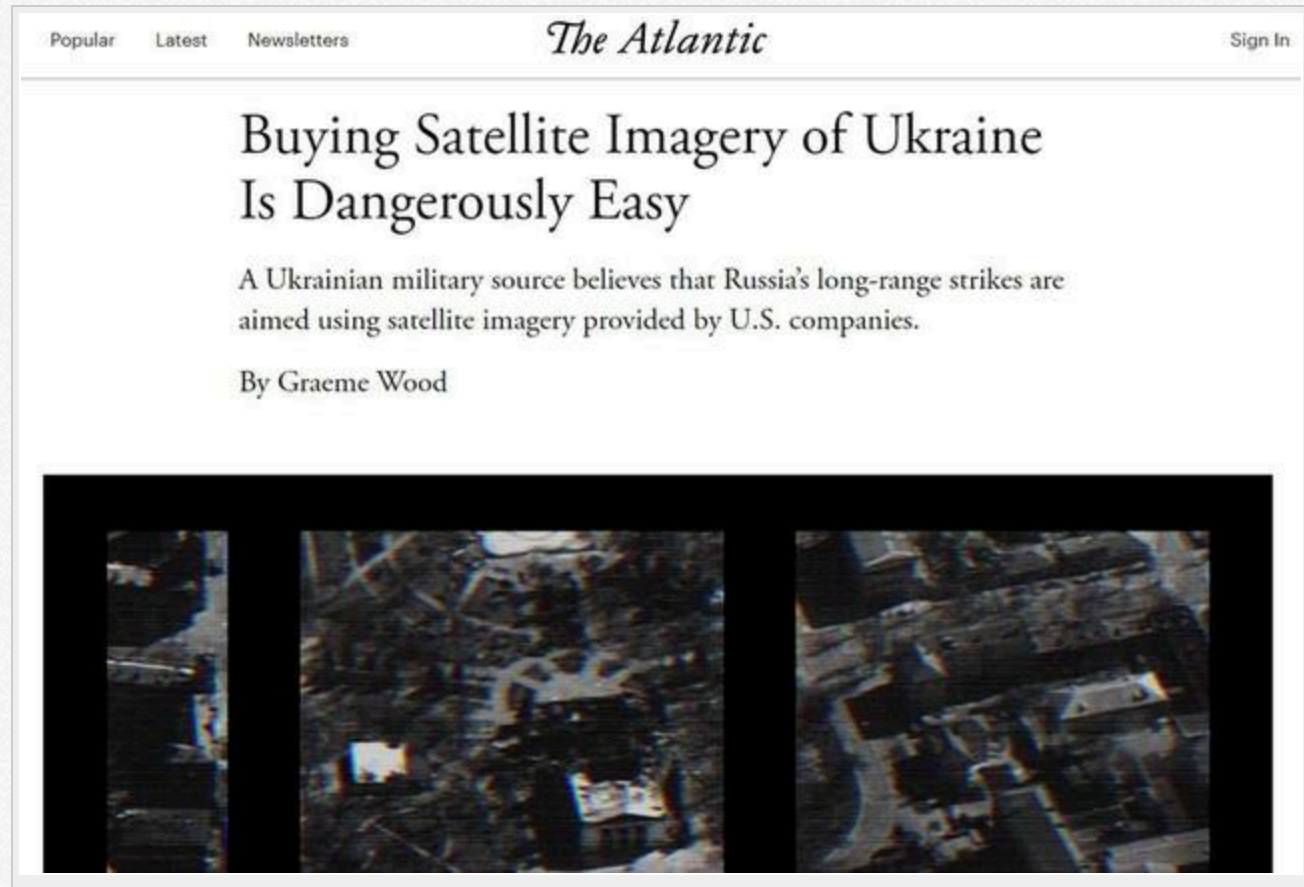 Popular Latest Newsletters The Atlantic Sign In
Buying Satellite Imagery of Ukraine
Is Dangerously Easy
A Ukrainian military source believes that Russia’s long-range strikes are
aimed using satellite imagery provided by U.S. companies.
By Graeme Wood